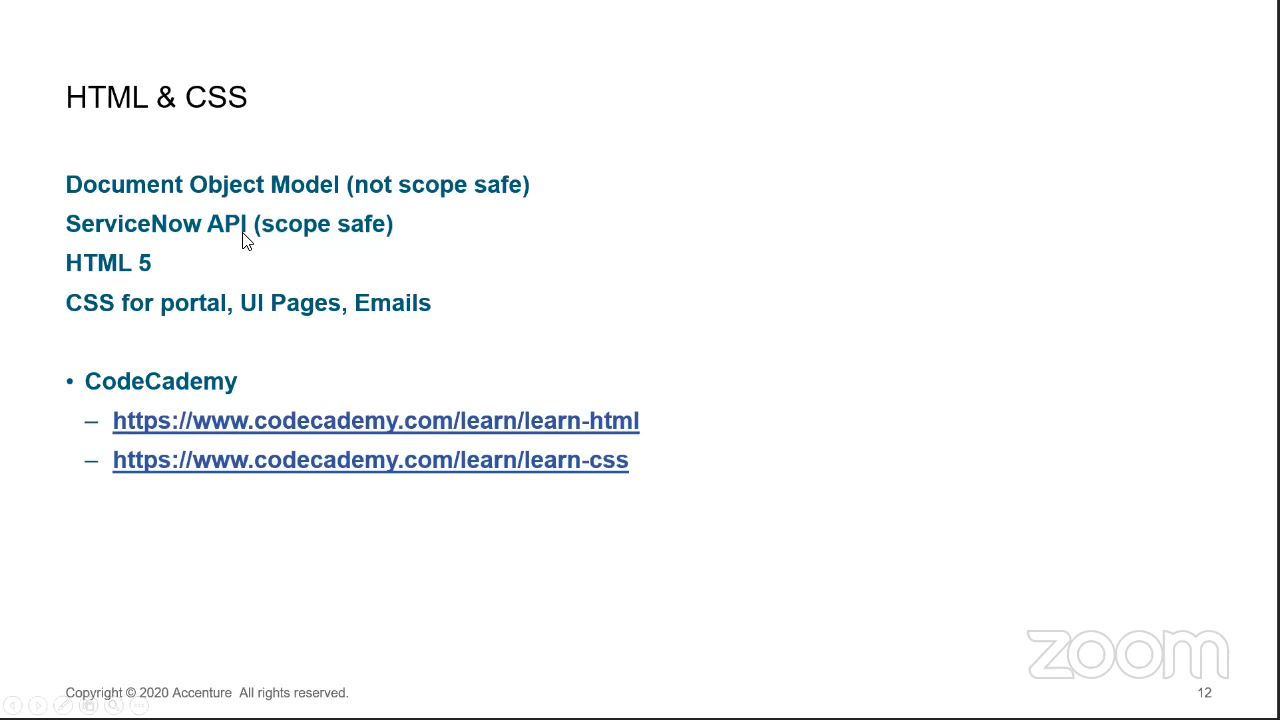 HTML & CSS
Document Object Model (not scope safe)
ServiceNow API (scope safe)
HTML 5
CSS for portal, UI Pages, Emails
• CodeCademy
– https://www.codecademy.com/learn/learn-html
– https://www.codecademy.com/learn/learn-css
zoom
Copyright © 2020 Accenture All rights reserved.
12